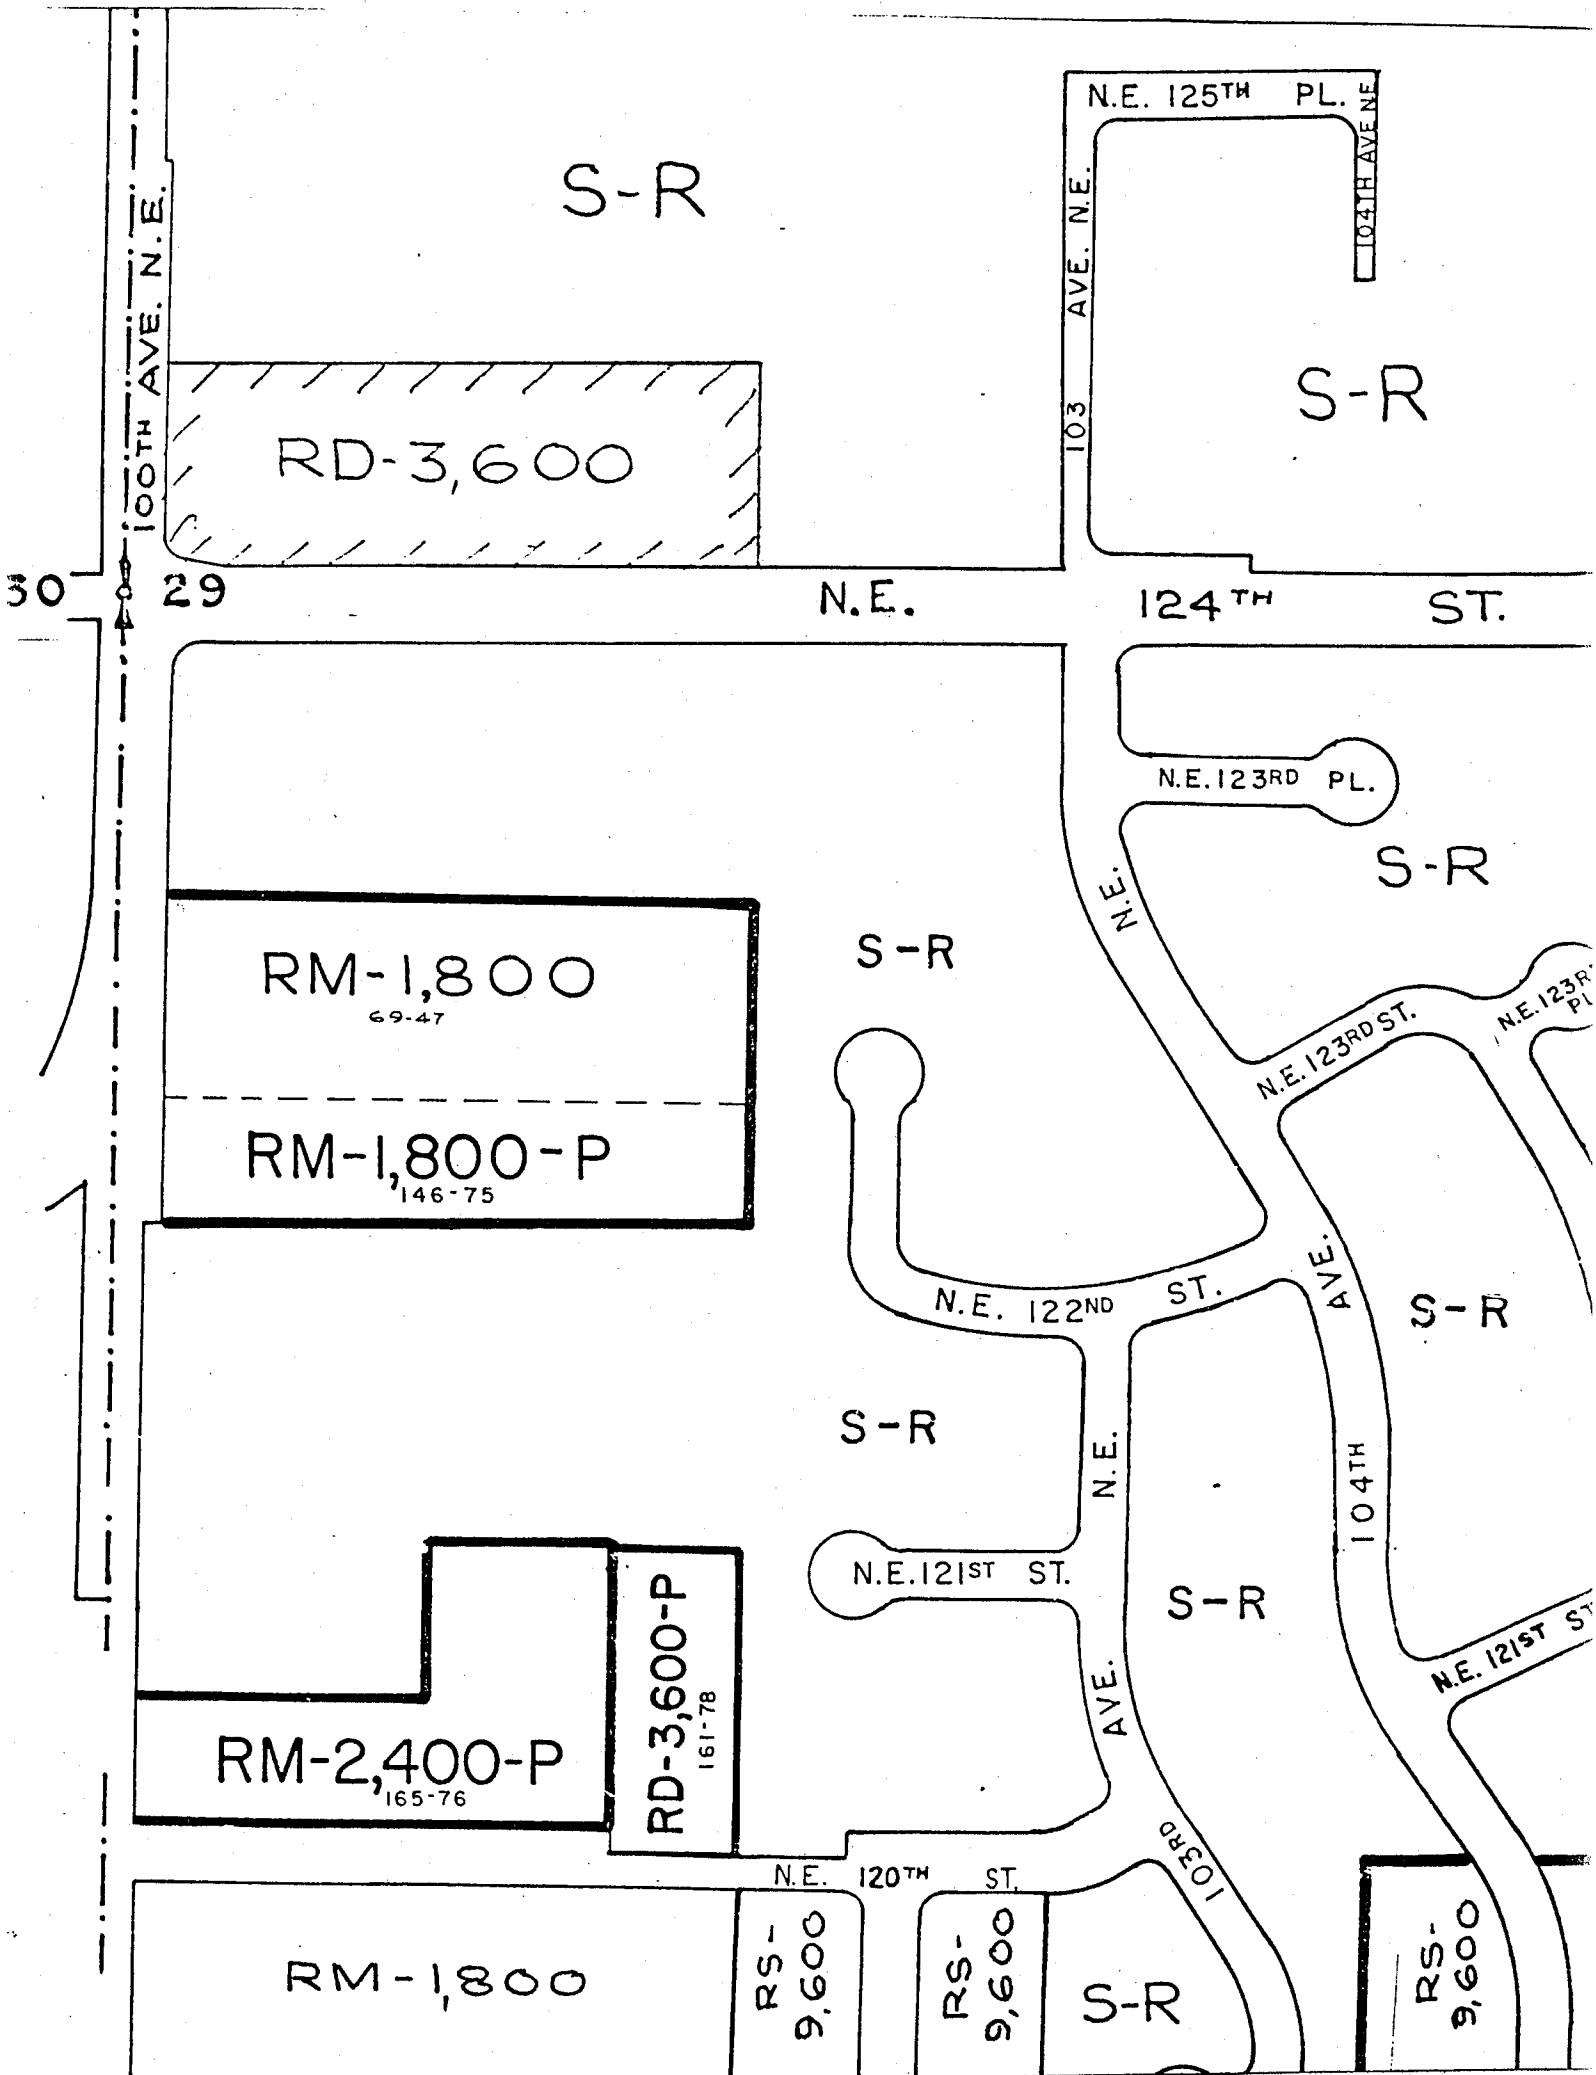 N.E. 125TH PL.
104TH AVE NE
S-R
103 AVE. N.E.
100TH AVE. N.E.
S-R
RD-3,600
30
29
N.E. 124TH ST.
N.E. 123RD PL.
S-R
N.E.
S-R
RM-1,800
69-47
N.E. 123RD ST.
N.E. 123R
PL
RM-1,800-P
146-75
AVE.
N.E. 122ND ST.
S-R
S-R
N.E.
104TH
N.E. 121ST ST.
S-R
RD-3,600-P
161-78
N.E. 121ST ST
AVE.
RM-2,400-P
165-76
103RD
N.E. 120TH ST.
RM-1,800
RS-
9,600
RS-
9,600
S-R
RS-
9,600